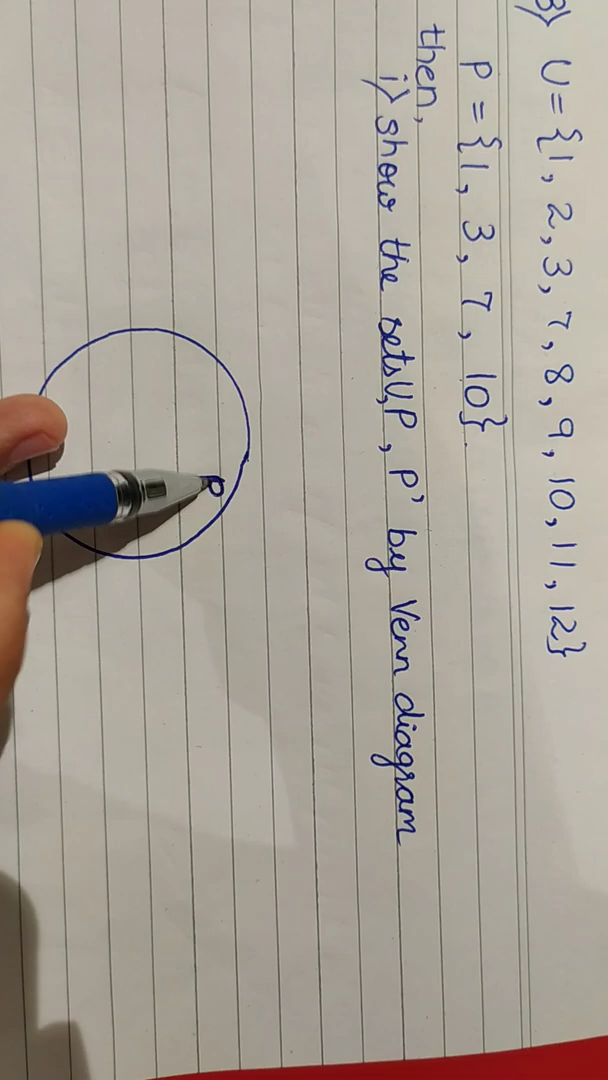 3) U = {1, 2, 3, 7, 8, 9, 10, 11, 12}
P = {1, 3, 7, 10}.
then,
i) show the sets U, P, P' by Venn diagram
P